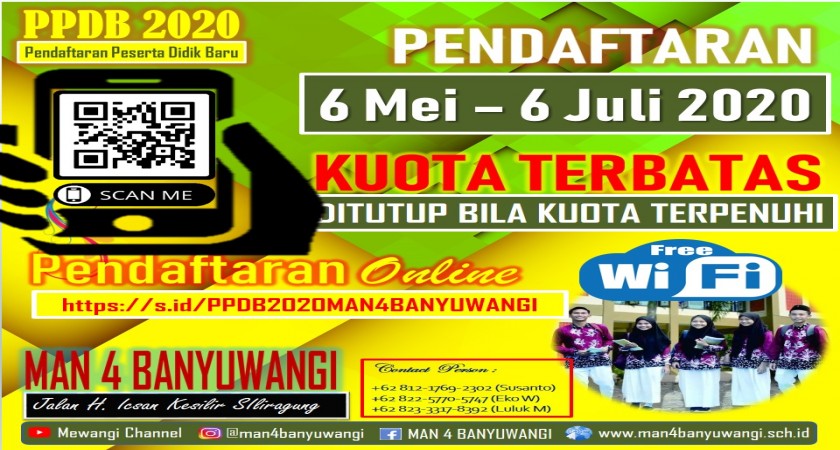 PPDB 2020
Pendaftaran Peserta Didik Baru
SCAN ME
PENDAFTARAN
6 Mei – 6 Juli 2020
KUOTA TERBATAS
DITUTUP BILA KUOTA TERPENUHI
Pendaftaran Online
https://s.id/PPDB2020MAN4BANYUWANGI
Free
Wi Fi
MAN 4 BANYUWANGI
Jalan H. Icsan Kesilir SIliragung
Contact Person :
+62 812-1769-2302 (Susanto)
+62 822-5770-5747 (Eko W)
+62 823-3317-8392 (Luluk M)
Mewangi Channel @man4banyuwangi MAN 4 BANYUWANGI www.man4banyuwangi.sch.id